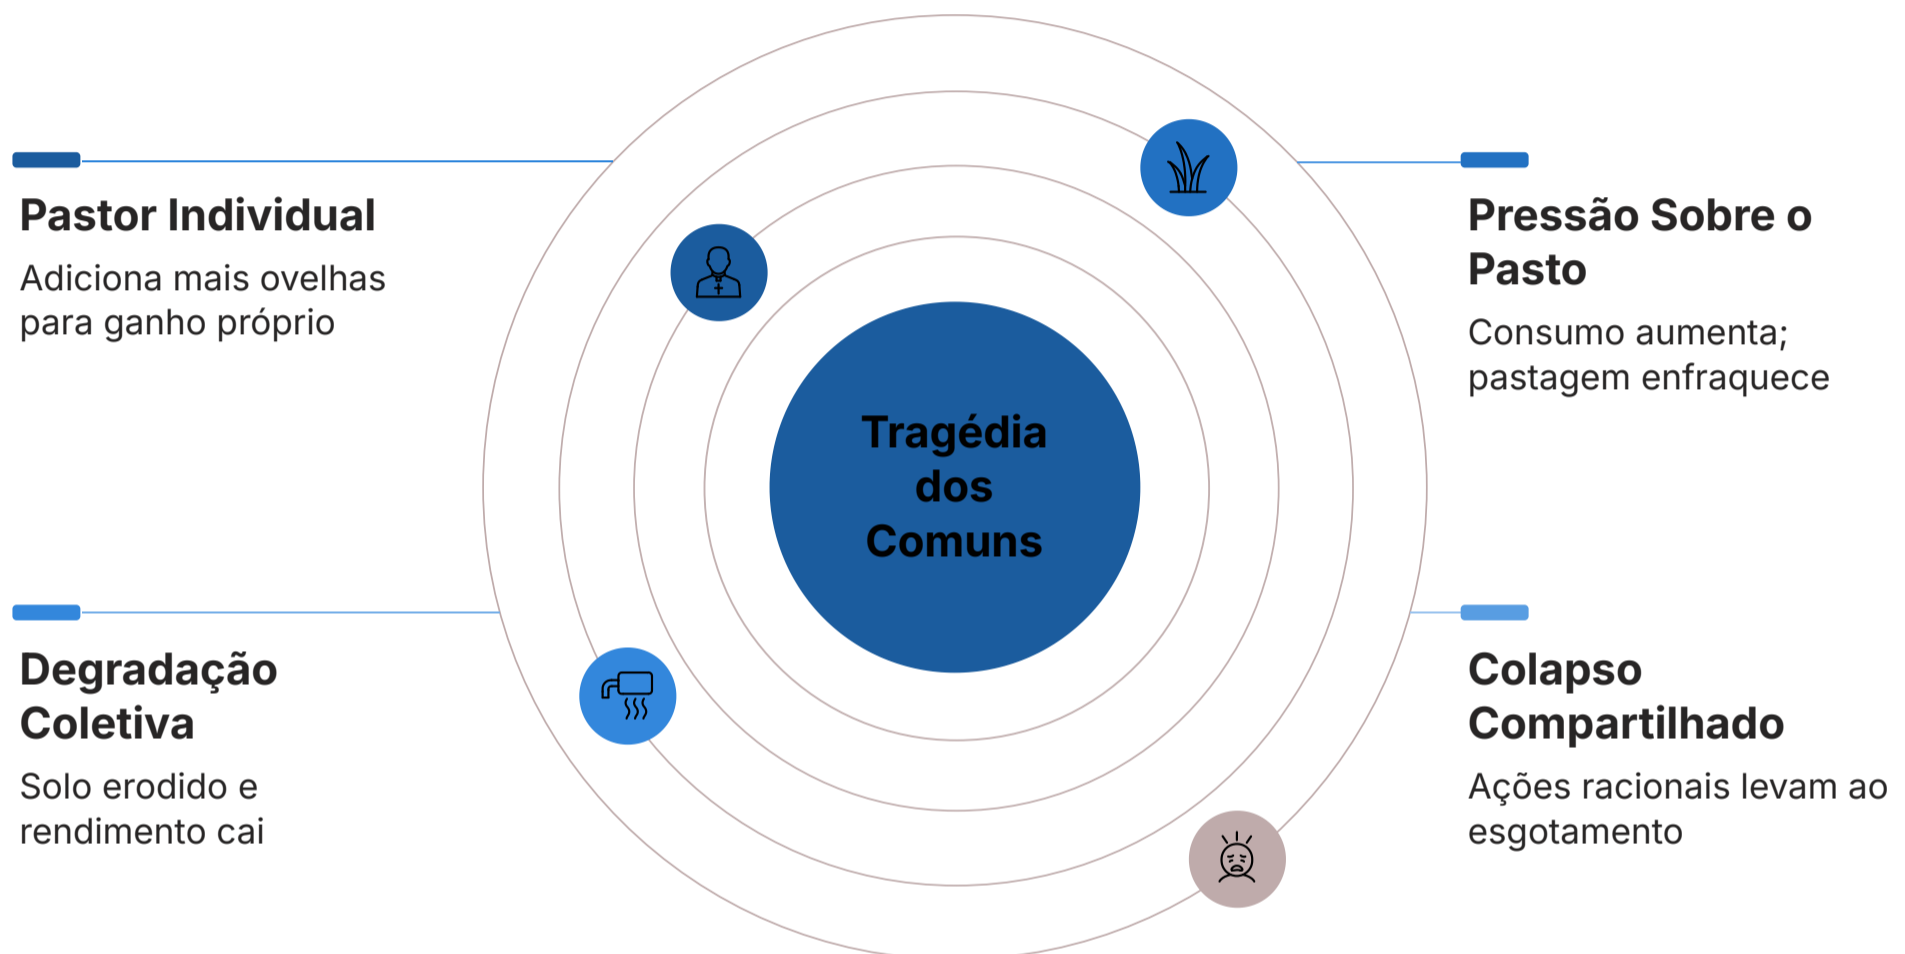 Pastor Individual
Adiciona mais ovelhas
para ganho próprio
Pressão Sobre o
Pasto
Consumo aumenta;
pastagem enfraquece
Tragédia
dos
Comuns
Degradação
Coletiva
Solo erodido e
rendimento cai
Colapso
Compartilhado
Ações racionais levam ao
esgotamento